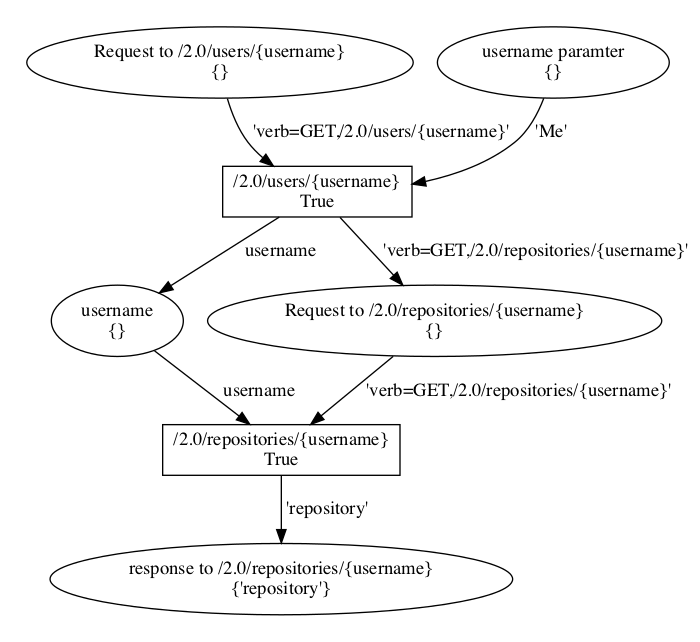 Request to /2.0/users/{username}
{}
username paramter
{}
'verb=GET,/2.0/users/{username}'
'Me'
/2.0/users/{username}
True
username
'verb=GET,/2.0/repositories/{username}'
username
{}
Request to /2.0/repositories/{username}
{}
username
'verb=GET,/2.0/repositories/{username}'
/2.0/repositories/{username}
True
'repository'
response to /2.0/repositories/{username}
{'repository'}